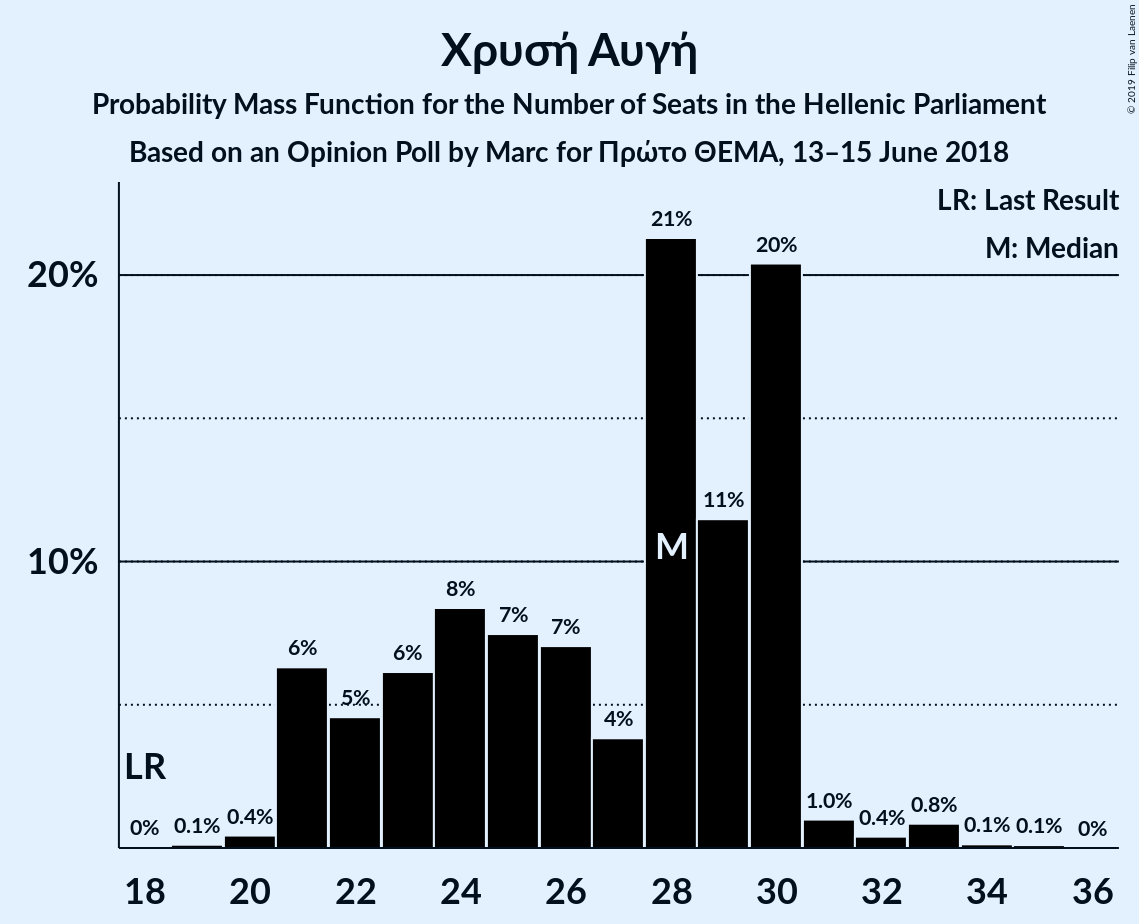 Χρυσή Αυγή
Probability Mass Function for the Number of Seats in the Hellenic Parliament
Based on an Opinion Poll by Marc for Πρώτο ΘΕΜΑ, 13–15 June 2018
© 2019 Filip van Laenen
LR: Last Result
M: Median
20%
10%
LR
0%
0.1%
0.4%
6%
5%
6%
8%
7%
7%
4%
21%
M
11%
20%
1.0%
0.4%
0.8%
0.1%
0.1%
0%
18 20 22 24 26 28 30 32 34 36